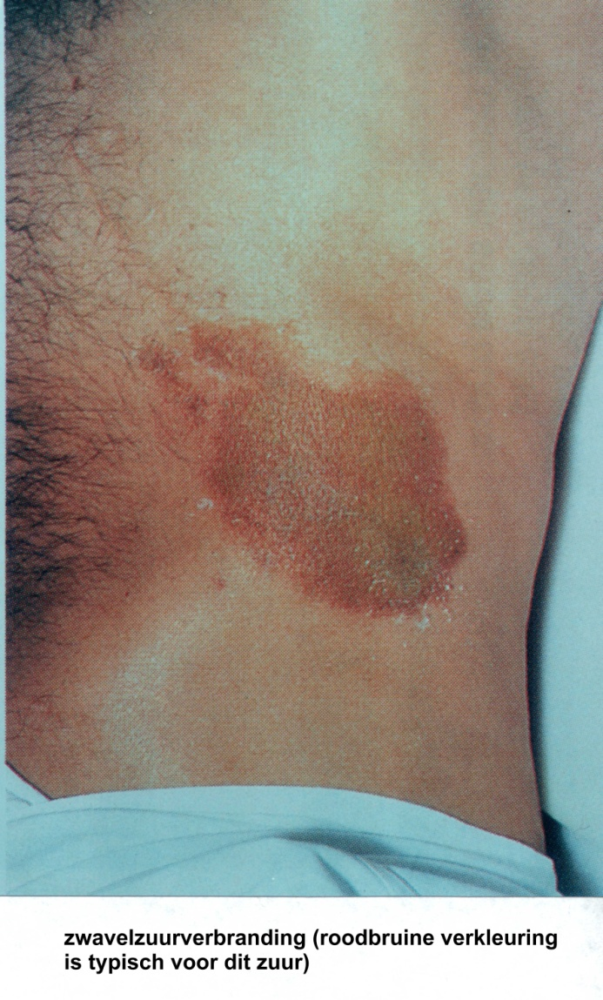 zwavelzuurverbranding (roodbruine verkleuring
is typisch voor dit zuur)